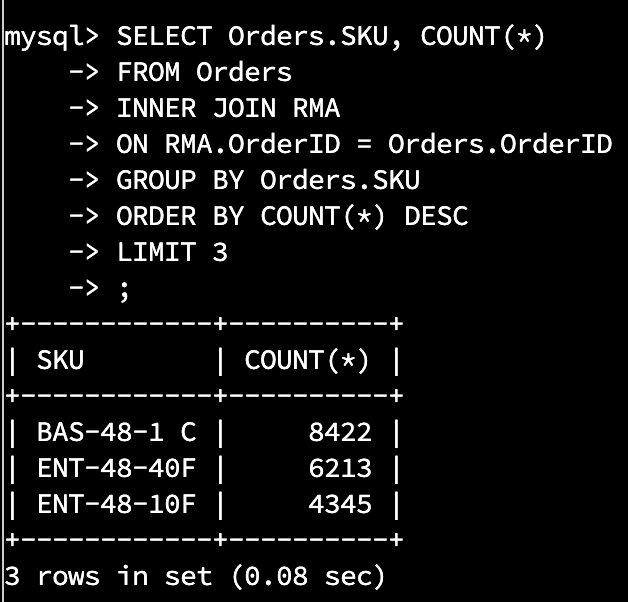 mysql> SELECT Orders.SKU, COUNT(*)
    -> FROM Orders
    -> INNER JOIN RMA
    -> ON RMA.OrderID = Orders.OrderID
    -> GROUP BY Orders.SKU
    -> ORDER BY COUNT(*) DESC
    -> LIMIT 3
    -> ;
+------------+----------+
| SKU        | COUNT(*) |
+------------+----------+
| BAS-48-1 C |     8422 |
| ENT-48-40F |     6213 |
| ENT-48-10F |     4345 |
+------------+----------+
3 rows in set (0.08 sec)